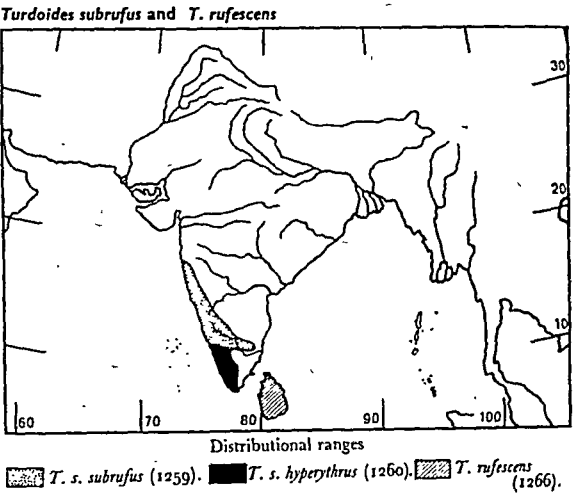 Turdoides subrufus and T. rufescens
30
20
10
60 70 80 90 100
Distributional ranges
T. s. subrufus (1259). T. s. hyperythrus (1260). T. rufescens
(1266).